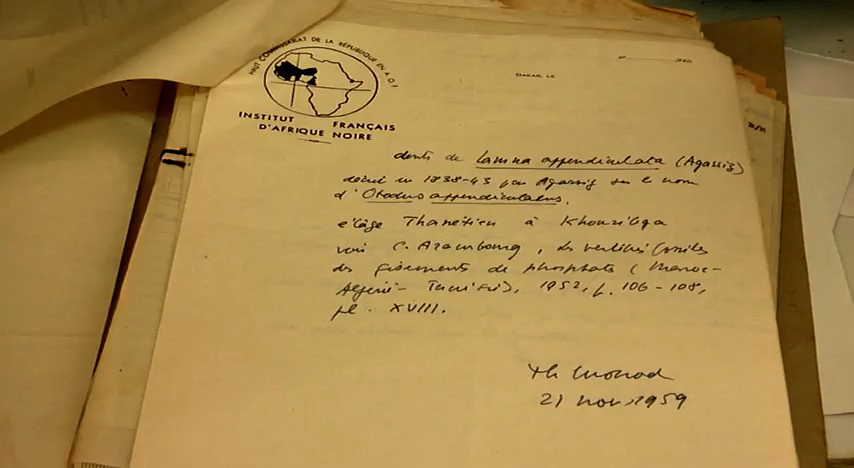 HAUT COMMISSARIAT DE LA RÉPUBLIQUE EN A.O.F.
INSTITUT FRANÇAIS
D'AFRIQUE NOIRE
DAKAR, LE
N°
dents de Lamna appendiculata (Agassiz)
décrit en 1838-43 par Agassiz sous le nom
d'Otodus appendiculatus.
étage Thanétien à Khouribga
voir C. Arambourg, Les vertébrés fossiles
des gisements de phosphate (Maroc-
Algérie-Tunisie), 1952, p. 106-108,
pl. XVIII.
Th Monod
21 nov. 1959